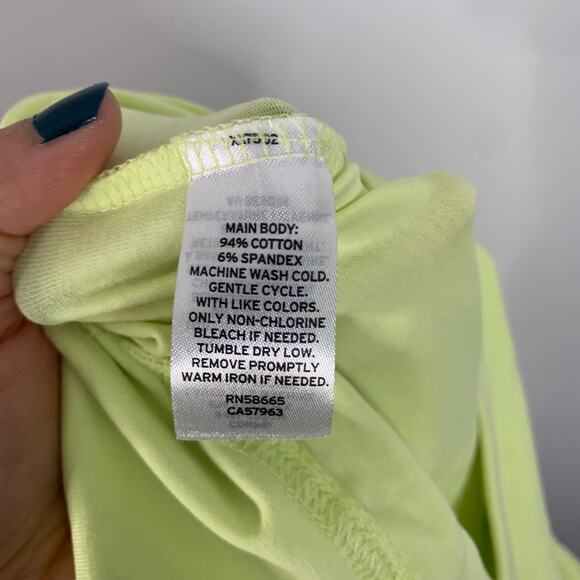 MAIN BODY:
94% COTTON
6% SPANDEX
MACHINE WASH COLD.
GENTLE CYCLE.
WITH LIKE COLORS.
ONLY NON-CHLORINE
BLEACH IF NEEDED.
TUMBLE DRY LOW.
REMOVE PROMPTLY
WARM IRON IF NEEDED.
RN58665
CA57963